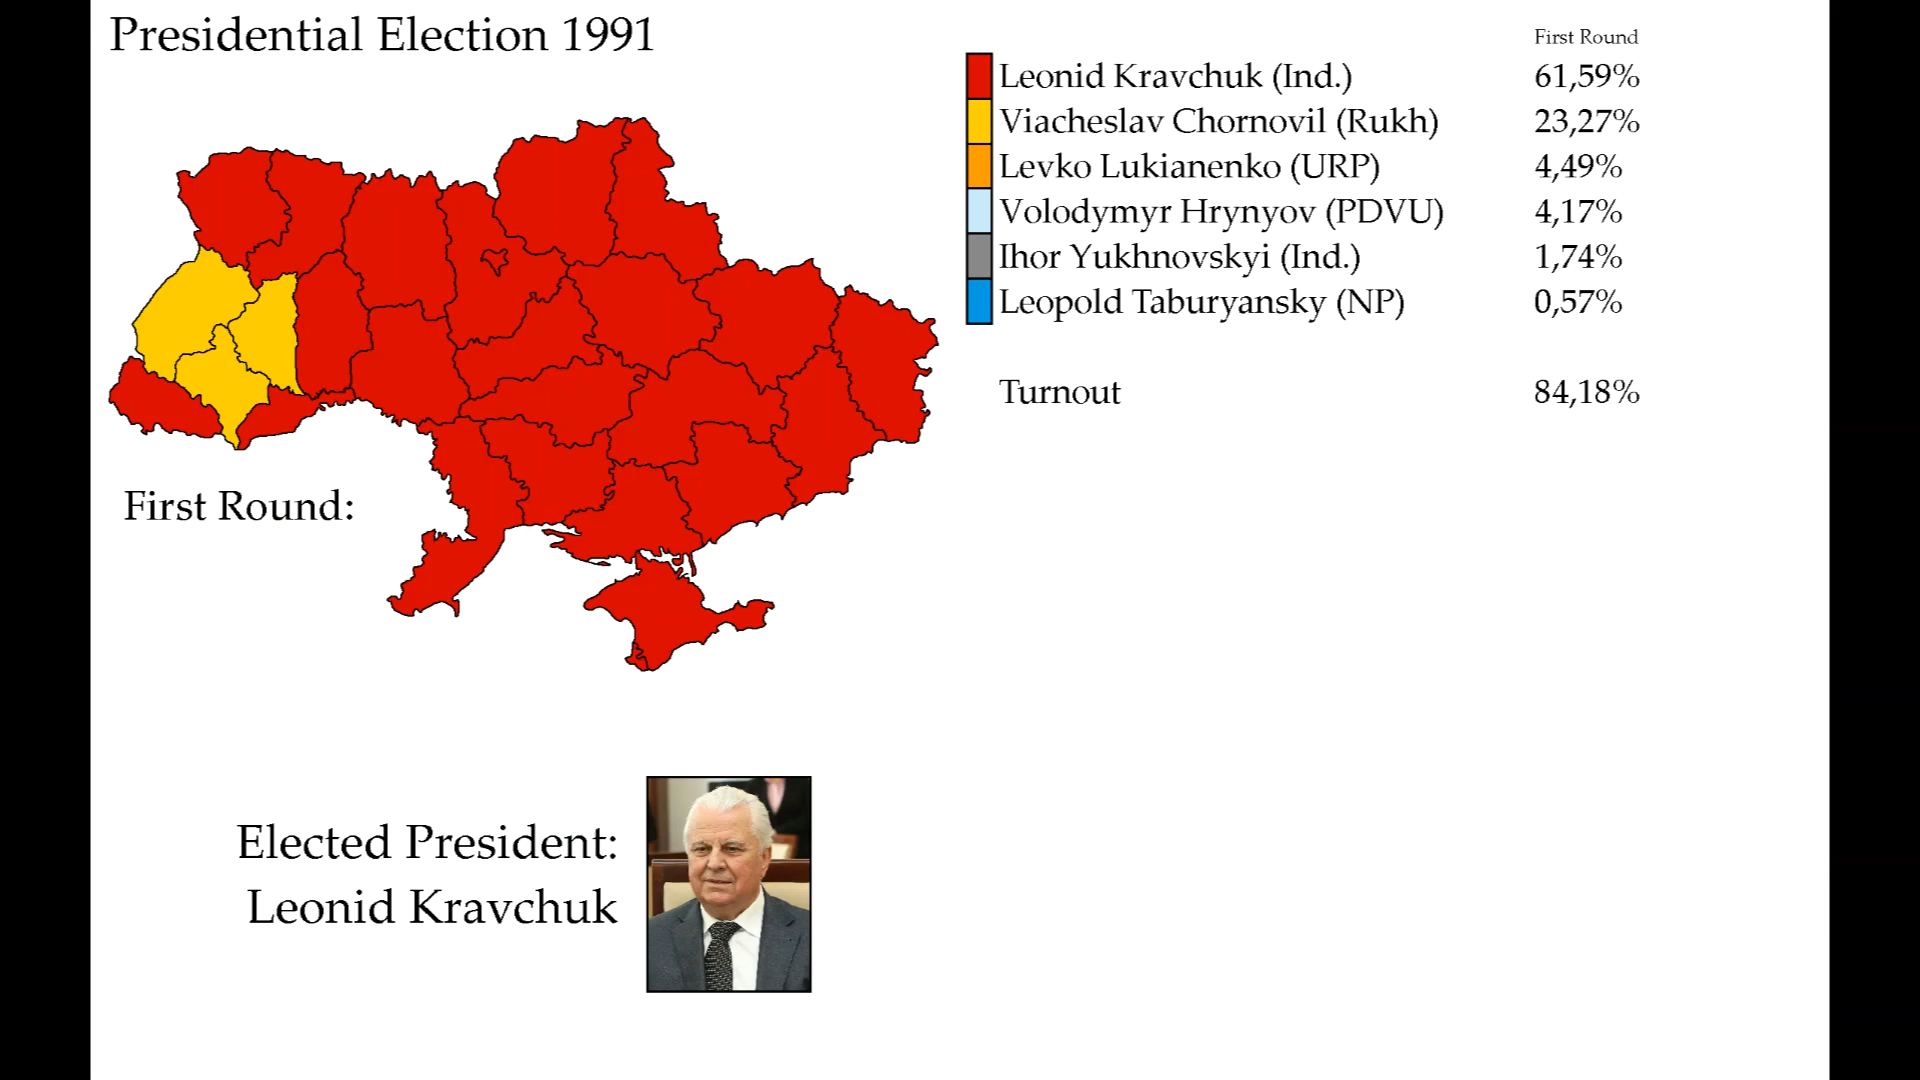 Presidential Election 1991
First Round
Leonid Kravchuk (Ind.) 61,59%
Viacheslav Chornovil (Rukh) 23,27%
Levko Lukianenko (URP) 4,49%
Volodymyr Hrynyov (PDVU) 4,17%
Ihor Yukhnovskyi (Ind.) 1,74%
Leopold Taburyansky (NP) 0,57%
Turnout 84,18%
First Round:
Elected President:
Leonid Kravchuk